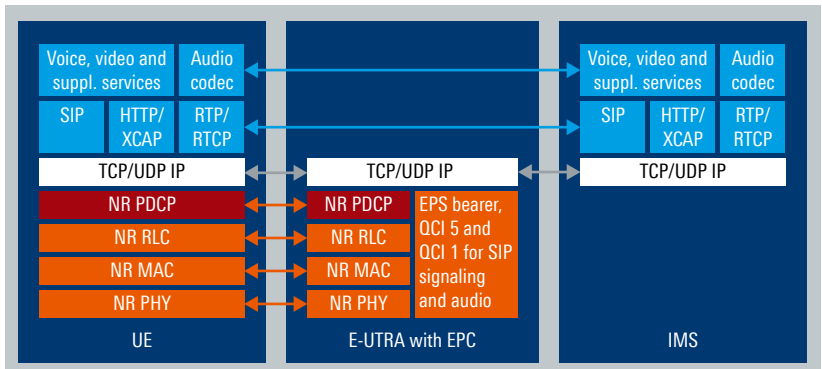 Voice, video and
suppl. services
Audio
codec
SIP
HTTP/
XCAP
RTP/
RTCP
TCP/UDP IP
NR PDCP
NR RLC
NR MAC
NR PHY
UE
TCP/UDP IP
NR PDCP
NR RLC
NR MAC
NR PHY
EPS bearer,
QCI 5 and
QCI 1 for SIP
signaling
and audio
E-UTRA with EPC
Voice, video and
suppl. services
Audio
codec
SIP
HTTP/
XCAP
RTP/
RTCP
TCP/UDP IP
IMS